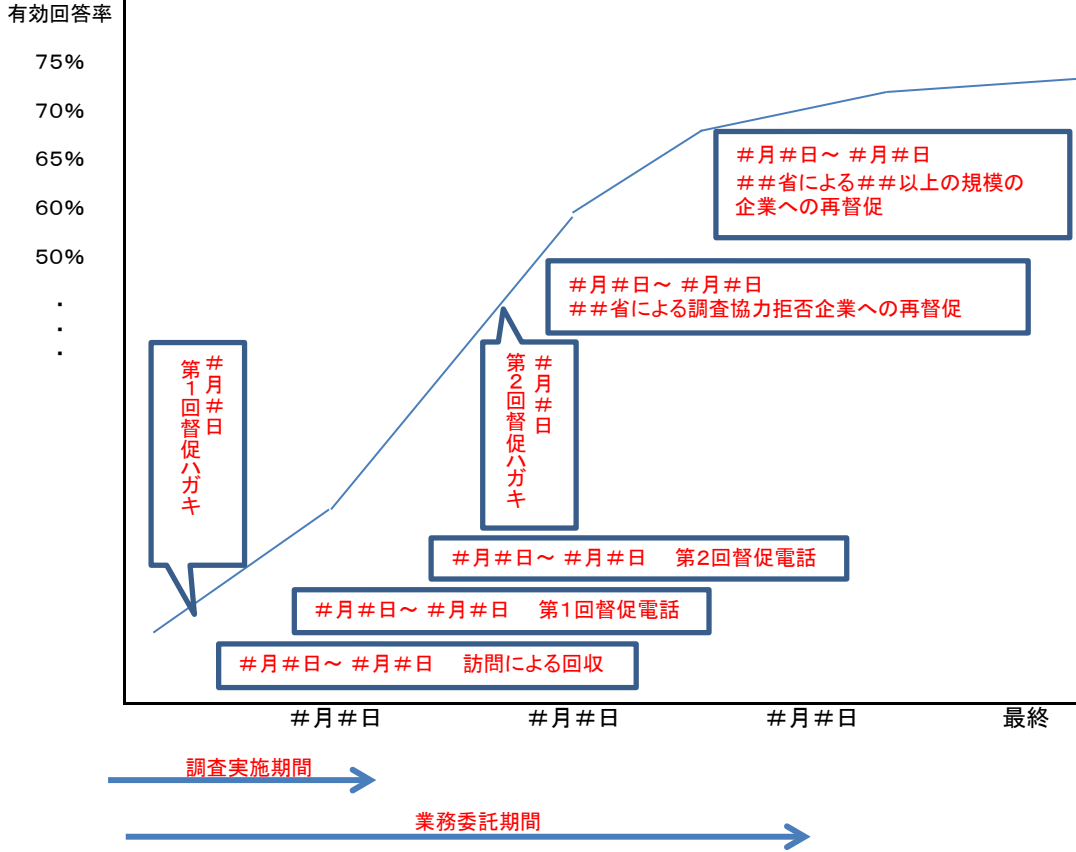 有効回答率
75%
70%
65%
60%
50%
.
.
.
#月#日～ #月#日
##省による##以上の規模の
企業への再督促
#月#日～ #月#日
##省による調査協力拒否企業への再督促
#月#日
第1回督促ハガキ
#月#日
第2回督促ハガキ
#月#日～ #月#日 第2回督促電話
#月#日～ #月#日 第1回督促電話
#月#日～ #月#日 訪問による回収
#月#日
#月#日
#月#日
最終
調査実施期間
業務委託期間